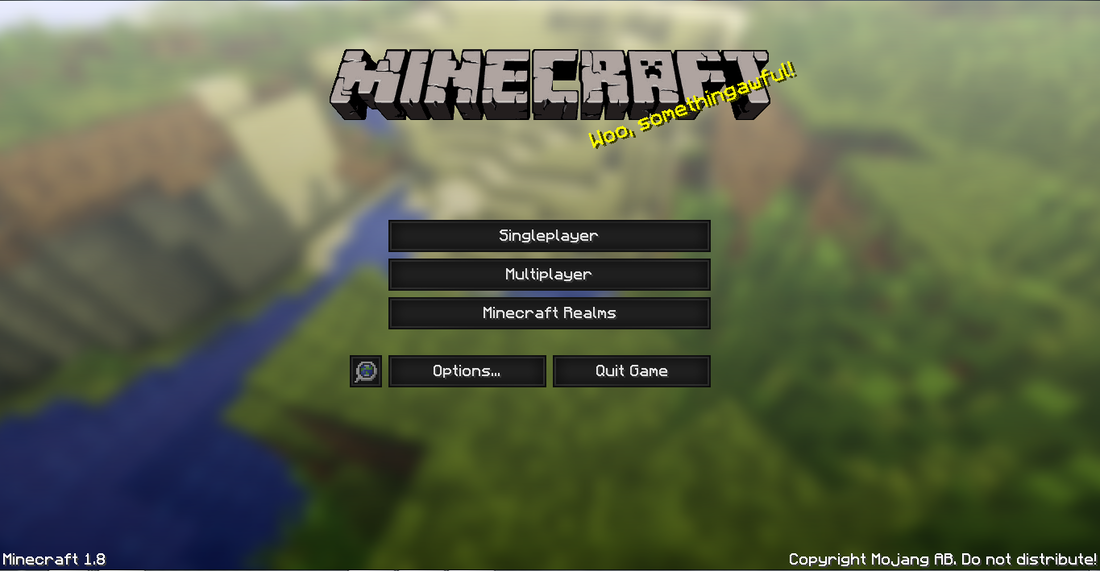 MINECRAFT
Woo, somethingawful!
Singleplayer
Multiplayer
Minecraft Realms
Options...
Quit Game
Minecraft 1.8
Copyright Mojang AB. Do not distribute!